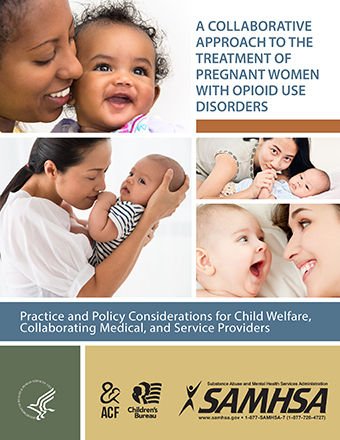 A COLLABORATIVE
APPROACH TO THE
TREATMENT OF
PREGNANT WOMEN
WITH OPIOID USE
DISORDERS
Practice and Policy Considerations for Child Welfare,
Collaborating Medical, and Service Providers
ACF
Children's
Bureau
Substance Abuse and Mental Health Services Administration
SAMHSA
www.samhsa.gov • 1-877-SAMHSA-7 (1-877-726-4727)